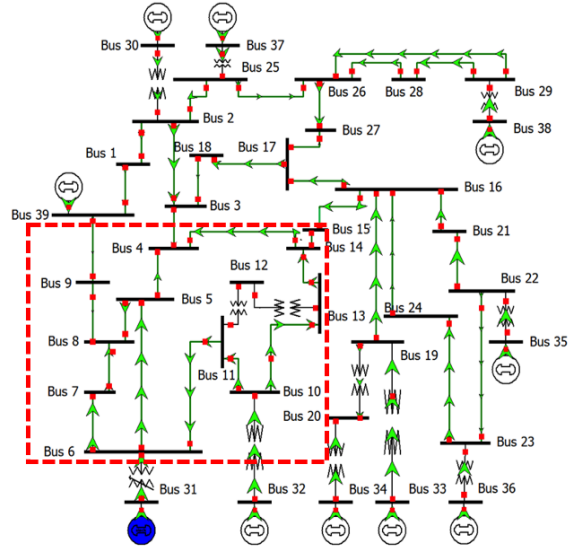 Bus 30
Bus 37
Bus 25
Bus 26
Bus 28
Bus 29
Bus 2
Bus 38
Bus 18
Bus 17
Bus 27
Bus 1
Bus 16
Bus 39
Bus 3
Bus 15
Bus 21
Bus 4
Bus 14
Bus 12
Bus 9
Bus 22
Bus 5
Bus 13
Bus 24
Bus 8
Bus 35
Bus 19
Bus 11
Bus 7
Bus 10
Bus 20
Bus 23
Bus 6
Bus 31
Bus 32
Bus 34
Bus 33
Bus 36